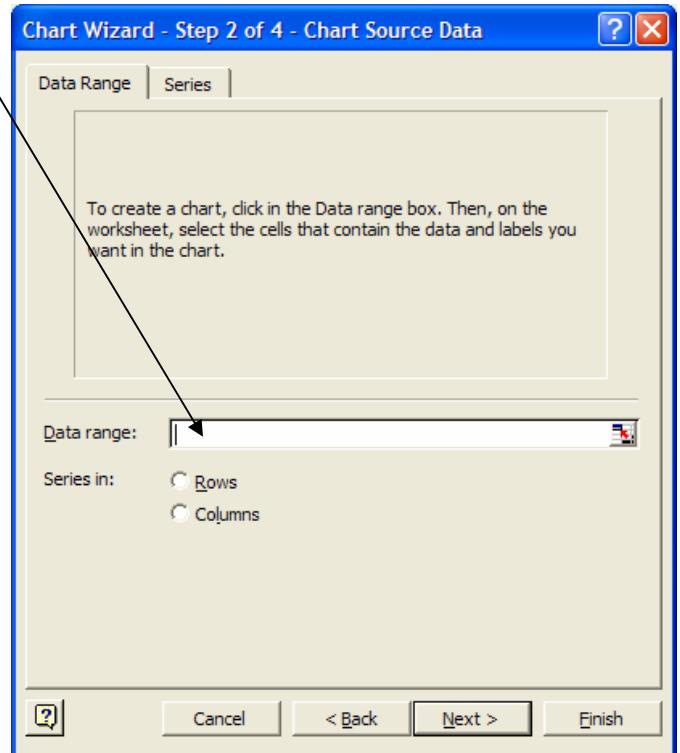 Chart Wizard - Step 2 of 4 - Chart Source Data
Data Range Series
To create a chart, click in the Data range box. Then, on the
worksheet, select the cells that contain the data and labels you
want in the chart.
Data range:
Series in: Rows
Columns
Cancel < Back Next > Finish